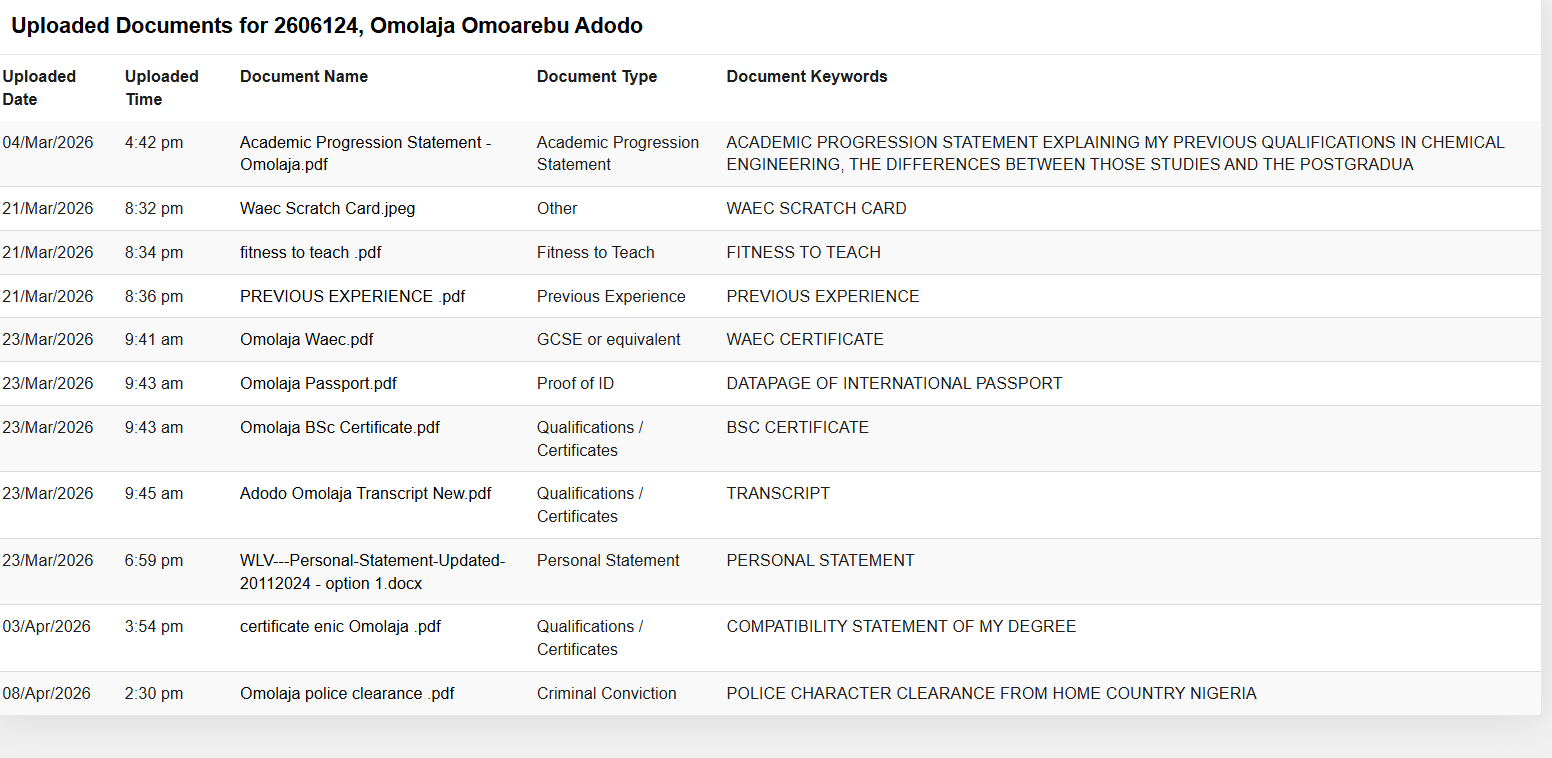 Uploaded Documents for 2606124, Omolaja Omoarebu Adodo
Uploaded Date	Uploaded Time	Document Name	Document Type	Document Keywords
04/Mar/2026	4:42 pm	Academic Progression Statement - Omolaja.pdf	Academic Progression Statement	ACADEMIC PROGRESSION STATEMENT EXPLAINING MY PREVIOUS QUALIFICATIONS IN CHEMICAL ENGINEERING, THE DIFFERENCES BETWEEN THOSE STUDIES AND THE POSTGRADUA
21/Mar/2026	8:32 pm	Waec Scratch Card.jpeg	Other	WAEC SCRATCH CARD
21/Mar/2026	8:34 pm	fitness to teach .pdf	Fitness to Teach	FITNESS TO TEACH
21/Mar/2026	8:36 pm	PREVIOUS EXPERIENCE .pdf	Previous Experience	PREVIOUS EXPERIENCE
23/Mar/2026	9:41 am	Omolaja Waec.pdf	GCSE or equivalent	WAEC CERTIFICATE
23/Mar/2026	9:43 am	Omolaja Passport.pdf	Proof of ID	DATAPAGE OF INTERNATIONAL PASSPORT
23/Mar/2026	9:43 am	Omolaja BSc Certificate.pdf	Qualifications / Certificates	BSC CERTIFICATE
23/Mar/2026	9:45 am	Adodo Omolaja Transcript New.pdf	Qualifications / Certificates	TRANSCRIPT
23/Mar/2026	6:59 pm	WLV---Personal-Statement-Updated-20112024 - option 1.docx	Personal Statement	PERSONAL STATEMENT
03/Apr/2026	3:54 pm	certificate enic Omolaja .pdf	Qualifications / Certificates	COMPATIBILITY STATEMENT OF MY DEGREE
08/Apr/2026	2:30 pm	Omolaja police clearance .pdf	Criminal Conviction	POLICE CHARACTER CLEARANCE FROM HOME COUNTRY NIGERIA